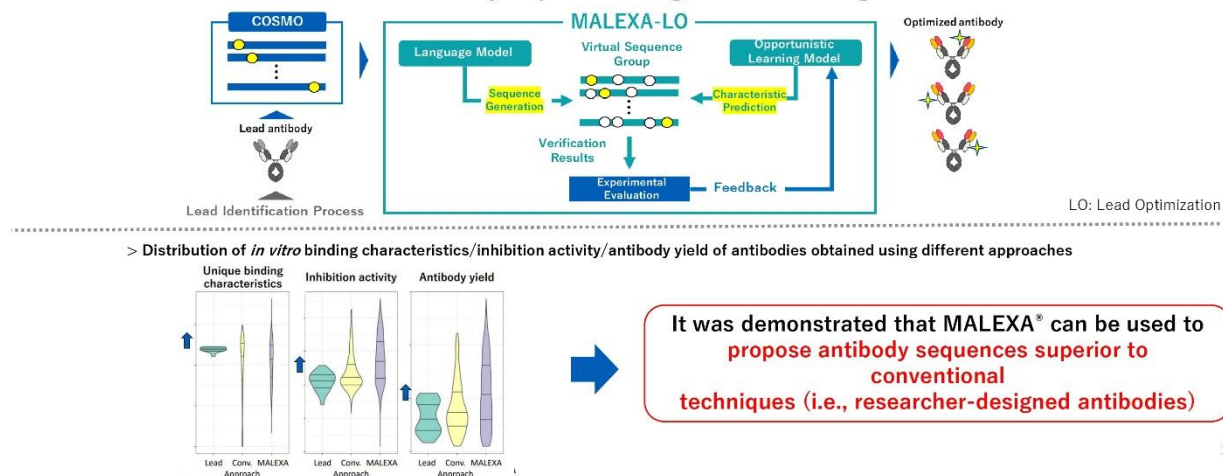 COSMO
Lead antibody
Lead Identification Process
MALEXA-LO
Language Model
Virtual Sequence
Group
Opportunistic
Learning Model
Sequence
Generation
Characteristic
Prediction
Verification
Results
Experimental
Evaluation
Feedback
Optimized antibody
LO: Lead Optimization
> Distribution of in vitro binding characteristics/inhibition activity/antibody yield of antibodies obtained using different approaches
Unique binding
characteristics
Inhibition activity
Antibody yield
Lead Conv. MALEXA
Approach
Lead Conv. MALEXA
Approach
Lead Conv. MALEXA
Approach
It was demonstrated that MALEXA® can be used to
propose antibody sequences superior to
conventional
techniques (i.e., researcher-designed antibodies)